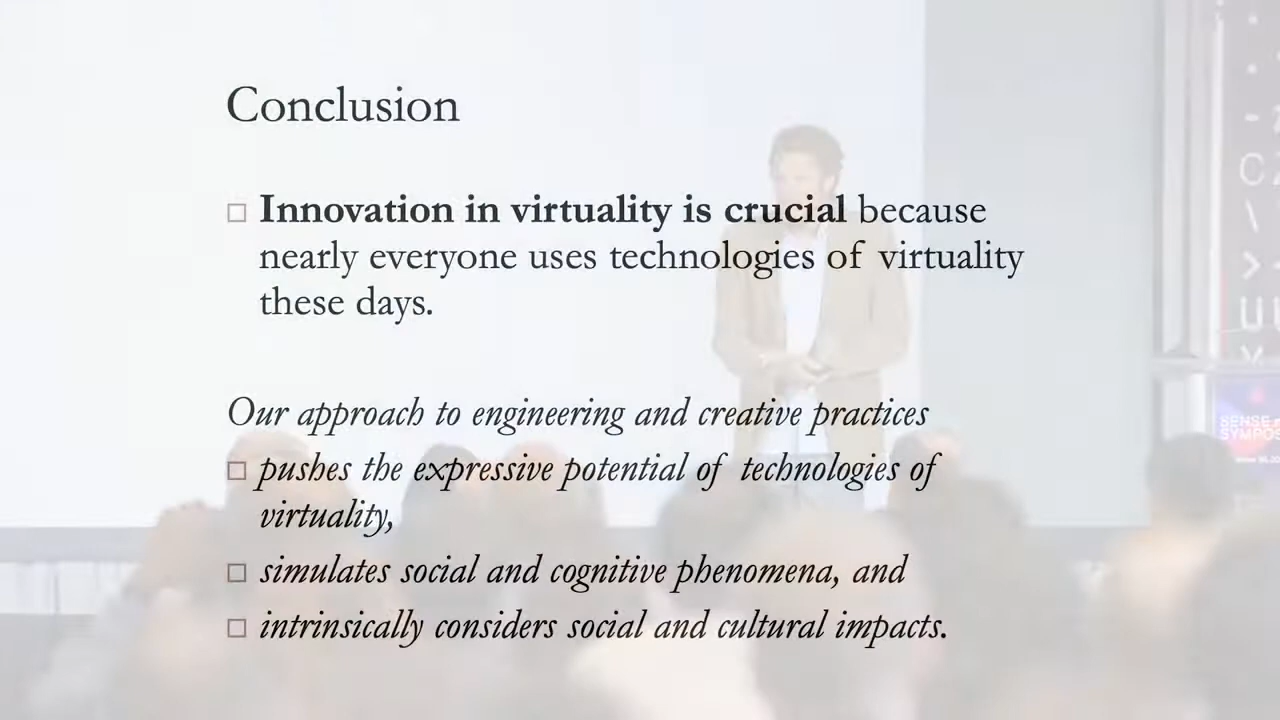 Conclusion
Innovation in virtuality is crucial because
nearly everyone uses technologies of virtuality
these days.
Our approach to engineering and creative practices
pushes the expressive potential of technologies of
virtuality,
simulates social and cognitive phenomena, and
intrinsically considers social and cultural impacts.
SENSE
SYMPOS